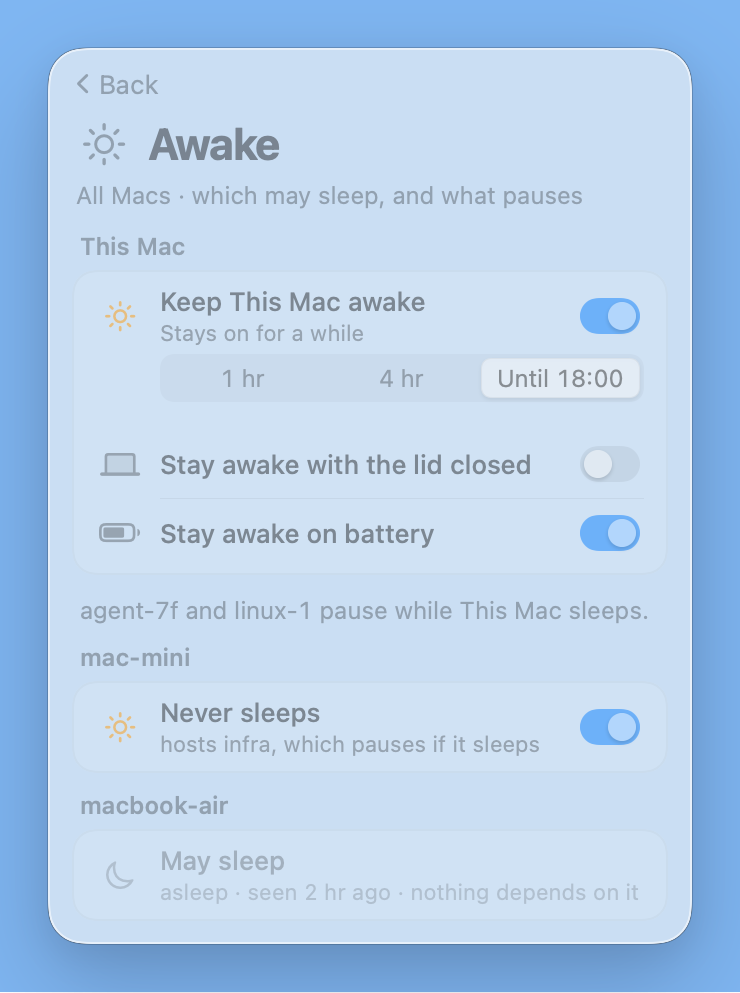 Back
Awake
All Macs · which may sleep, and what pauses
This Mac
Keep This Mac awake
Stays on for a while
1 hr 4 hr Until 18:00
Stay awake with the lid closed
Stay awake on battery
agent-7f and linux-1 pause while This Mac sleeps.
mac-mini
Never sleeps
hosts infra, which pauses if it sleeps
macbook-air
May sleep
asleep · seen 2 hr ago · nothing depends on it